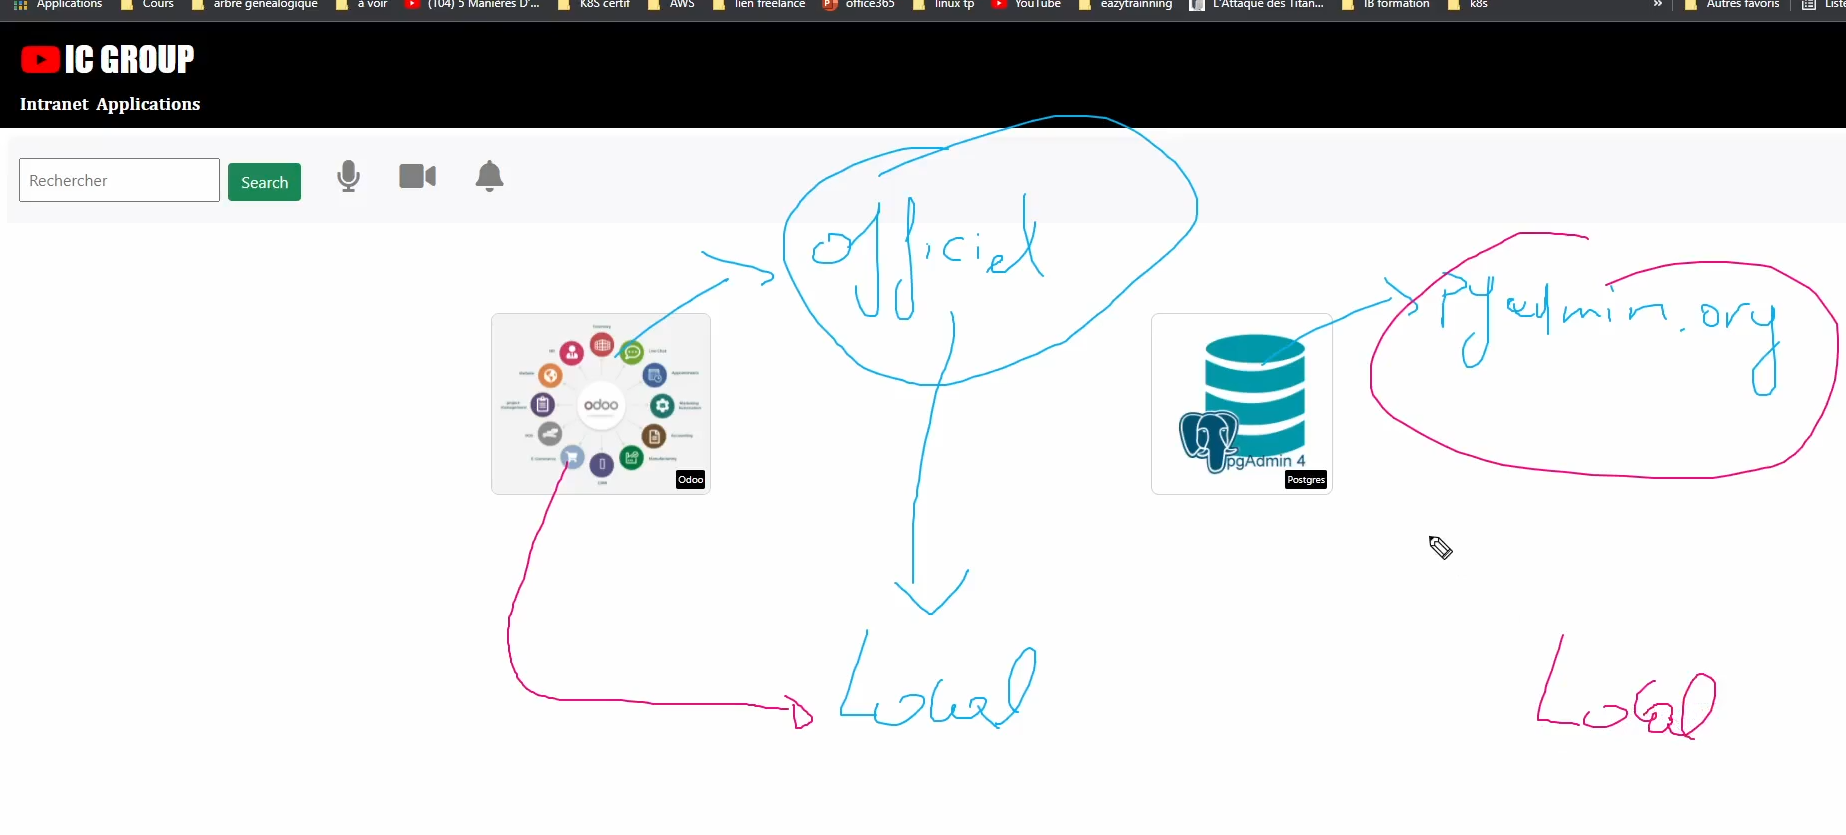 Applications Cours arbre généalogique à voir (104) 5 Manières D'... K8S certif AWS lien freelance office365 linux tp YouTube eazytrainning L'Attaque des Titan... IB formation k8s » Autres favoris Liste
IC GROUP
Intranet Applications
Rechercher Search
officiel
pgadmin.org
odoo
Odoo
pgAdmin 4
Postgres
Local
Local